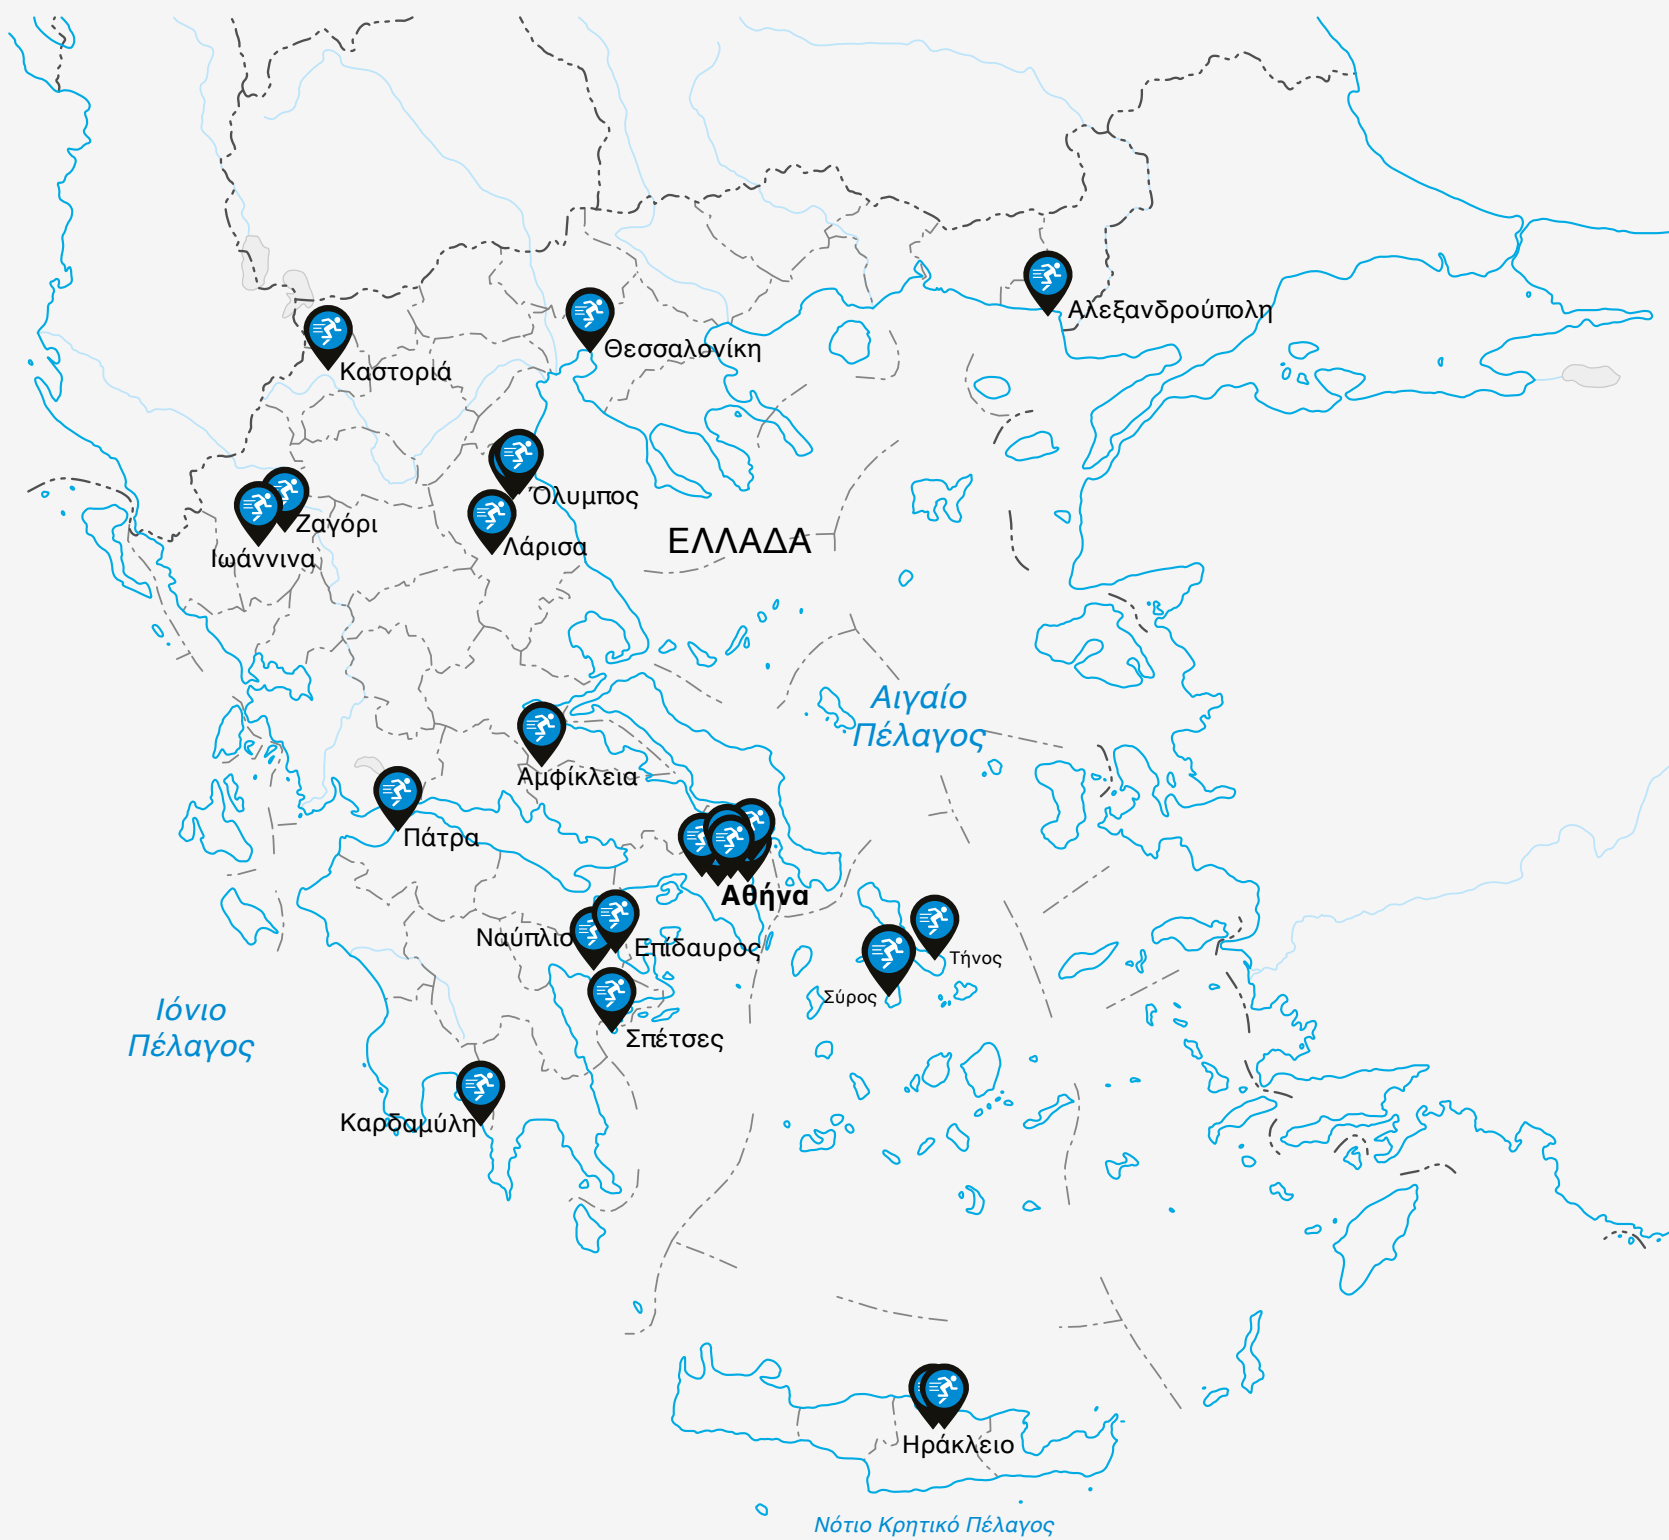 Αλεξανδρούπολη
Θεσσαλονίκη
Καστοριά
Όλυμπος
Ζαγόρι
ΕΛΛΑΔΑ
Λάρισα
Ιωάννινα
Αιγαίο
Πέλαγος
Αμφίκλεια
Πάτρα
Αθήνα
Ναύπλιο
Επίδαυρος
Τήνος
Σύρος
Ιόνιο
Πέλαγος
Σπέτσες
Καρδαμύλη
Ηράκλειο
Νότιο Κρητικό Πέλαγος